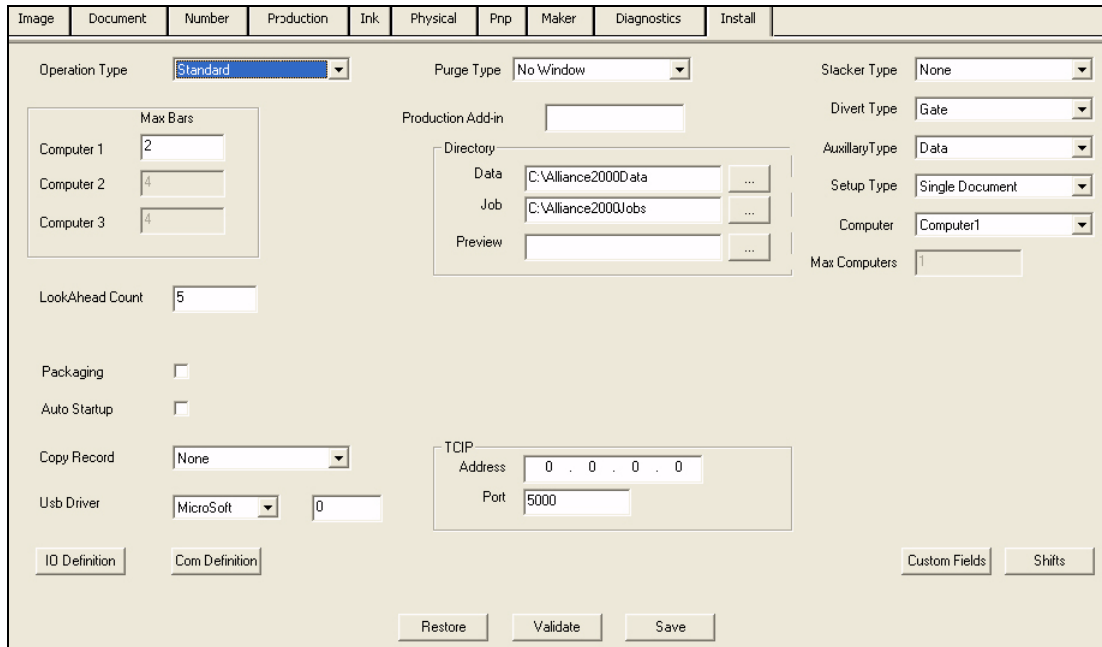 Image Document Number Production Ink Physical Pnp Maker Diagnostics Install
Operation Type Standard Purge Type No Window Slacker Type None
Max Bars Production Add-in Divert Type Gate
Computer 1 2 Directory AuxillaryType Data
Data C:\Alliance2000Data ...
Computer 2 4 Setup Type Single Document
Job C:\Alliance2000Jobs ...
Computer 3 4 Computer Computer1
Preview ...
Max Computers 1
LookAhead Count 5
Packaging
Auto Startup
Copy Record None TCIP
Address 0 . 0 . 0 . 0
Usb Driver MicroSoft 0 Port 5000
IO Definition Com Definition Custom Fields Shifts
Restore Validate Save